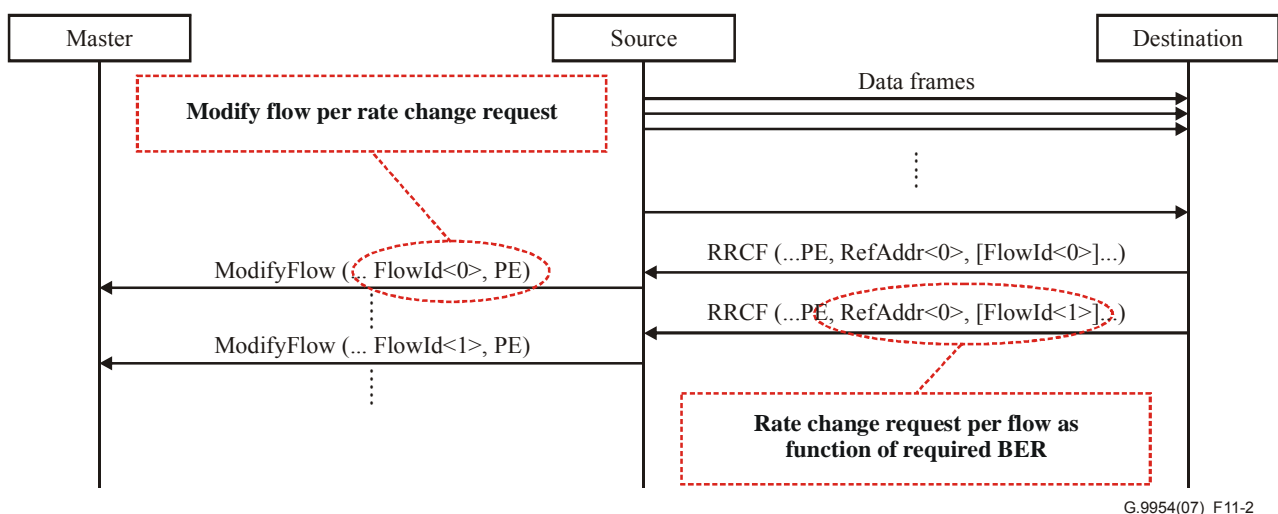 Master
Source
Destination
Data frames
Modify flow per rate change request
RRCF (...PE, RefAddr<0>, [FlowId<0>]...)
ModifyFlow (... FlowId<0>, PE)
RRCF (...PE, RefAddr<0>, [FlowId<1>]...)
ModifyFlow (... FlowId<1>, PE)
Rate change request per flow as
function of required BER
G.9954(07)_F11-2